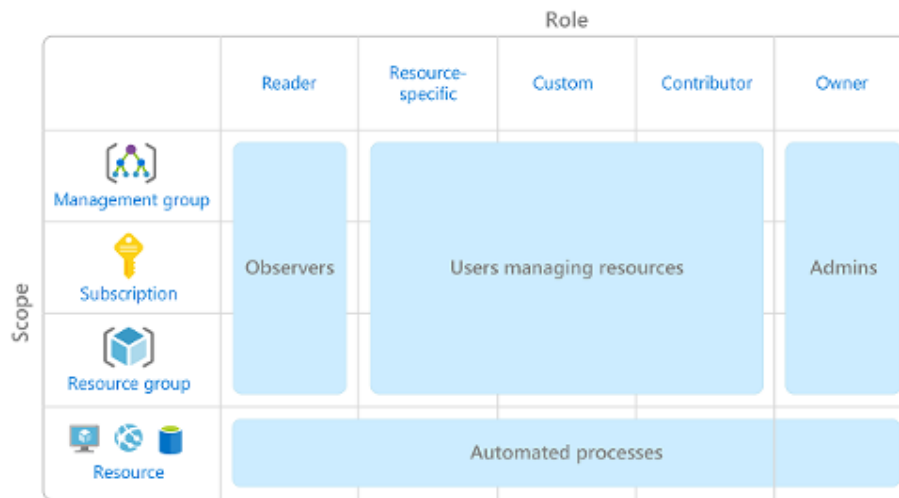 Role
Reader
Resource-
specific
Custom
Contributor
Owner
Scope
Management group
Subscription
Resource group
Resource
Observers
Users managing resources
Admins
Automated processes